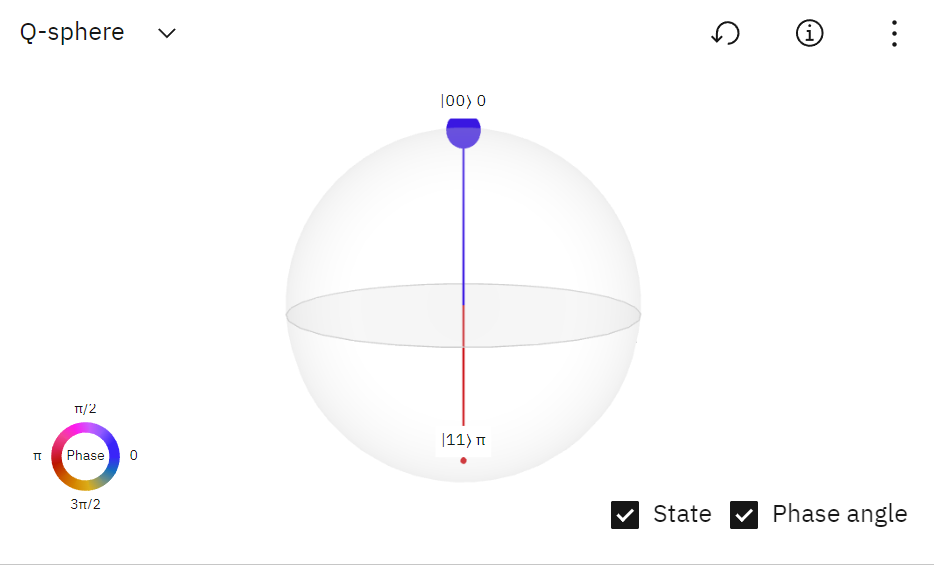 Q-sphere
|00⟩ 0
|11⟩ π
π/2
π Phase 0
3π/2
State Phase angle